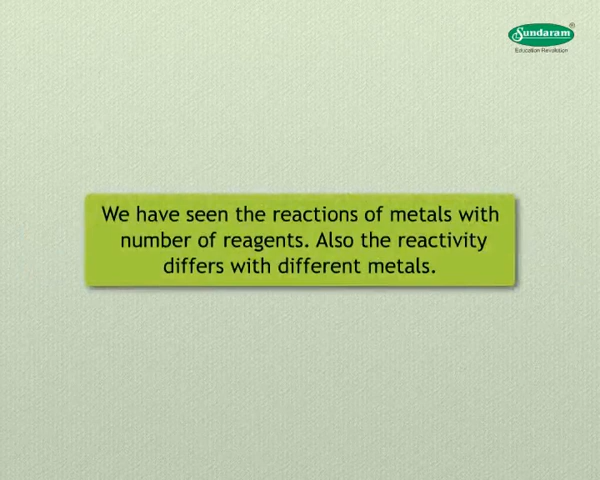 Sundaram®
Education Revolution
We have seen the reactions of metals with
number of reagents. Also the reactivity
differs with different metals.